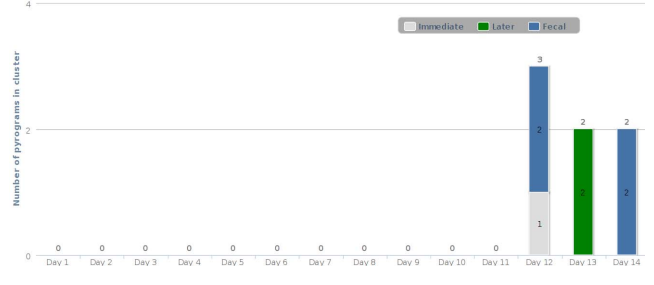 4
Immediate Later Fecal
3
2 2
2
2
2 2
1
0 0 0 0 0 0 0 0 0 0 0
0
Day 1 Day 2 Day 3 Day 4 Day 5 Day 6 Day 7 Day 8 Day 9 Day 10 Day 11 Day 12 Day 13 Day 14
Number of pyrograms in cluster